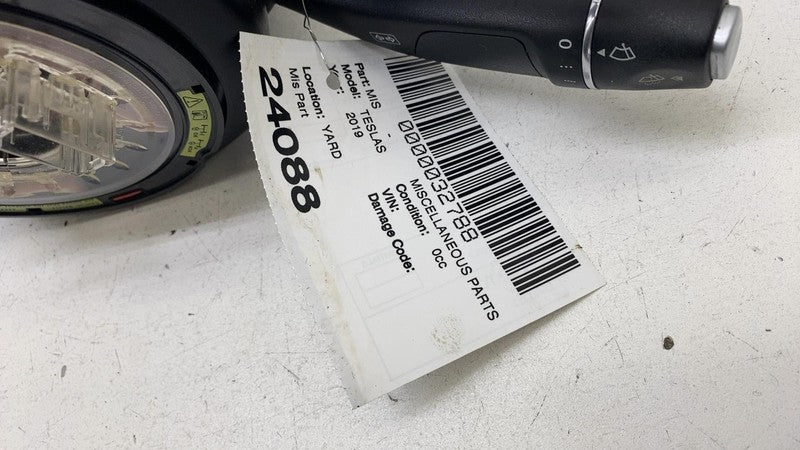 Part: MIS -
Model: TESLAS
Year: 2019
Location: YARD
Mis Part
24088
0000032788
MISCELLANEOUS PARTS
Condition: 0cc
VIN:
Damage Code: